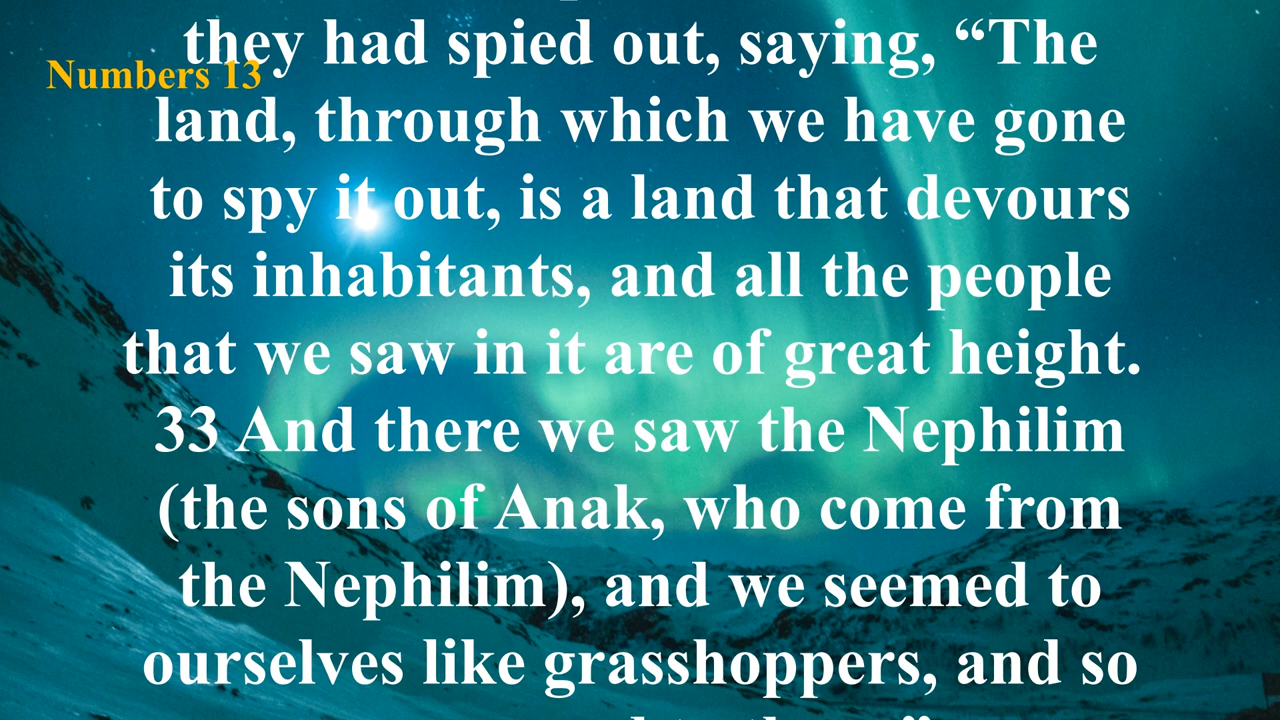 they had spied out, saying, “The
Numbers 13
land, through which we have gone
to spy it out, is a land that devours
its inhabitants, and all the people
that we saw in it are of great height.
33 And there we saw the Nephilim
(the sons of Anak, who come from
the Nephilim), and we seemed to
ourselves like grasshoppers, and so